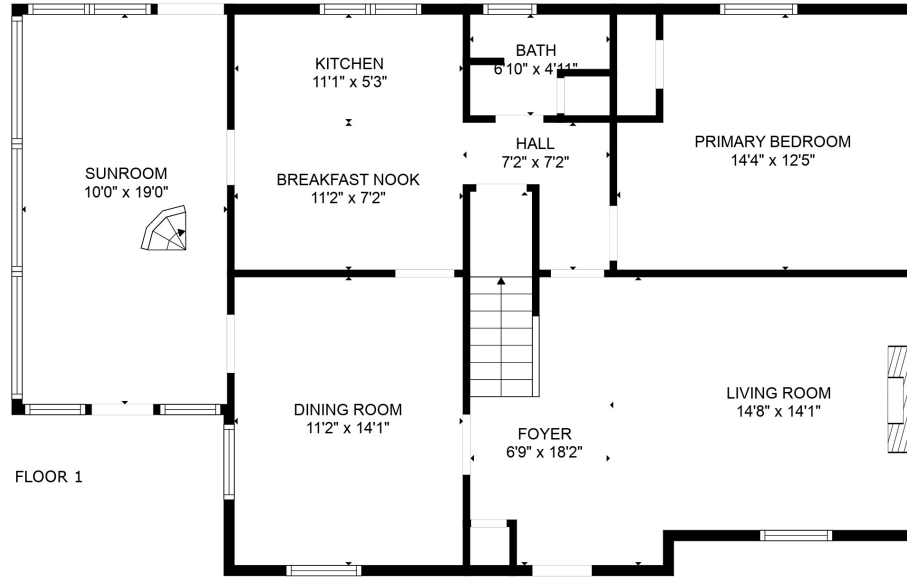 BATH
6'10" x 4'11"
KITCHEN
11'1" x 5'3"
HALL
7'2" x 7'2"
PRIMARY BEDROOM
14'4" x 12'5"
SUNROOM
10'0" x 19'0"
BREAKFAST NOOK
11'2" x 7'2"
DINING ROOM
11'2" x 14'1"
LIVING ROOM
14'8" x 14'1"
FOYER
6'9" x 18'2"
FLOOR 1